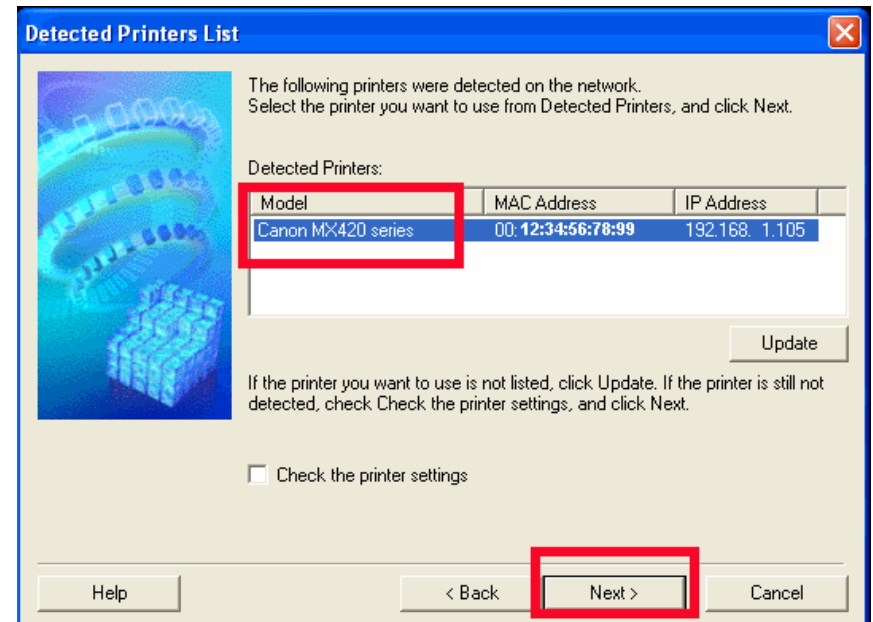 Detected Printers List
The following printers were detected on the network.
Select the printer you want to use from Detected Printers, and click Next.
Detected Printers:
Model MAC Address IP Address
Canon MX420 series 00:12:34:56:78:99 192.168. 1.105
Update
If the printer you want to use is not listed, click Update. If the printer is still not
detected, check Check the printer settings, and click Next.
Check the printer settings
Help < Back Next > Cancel